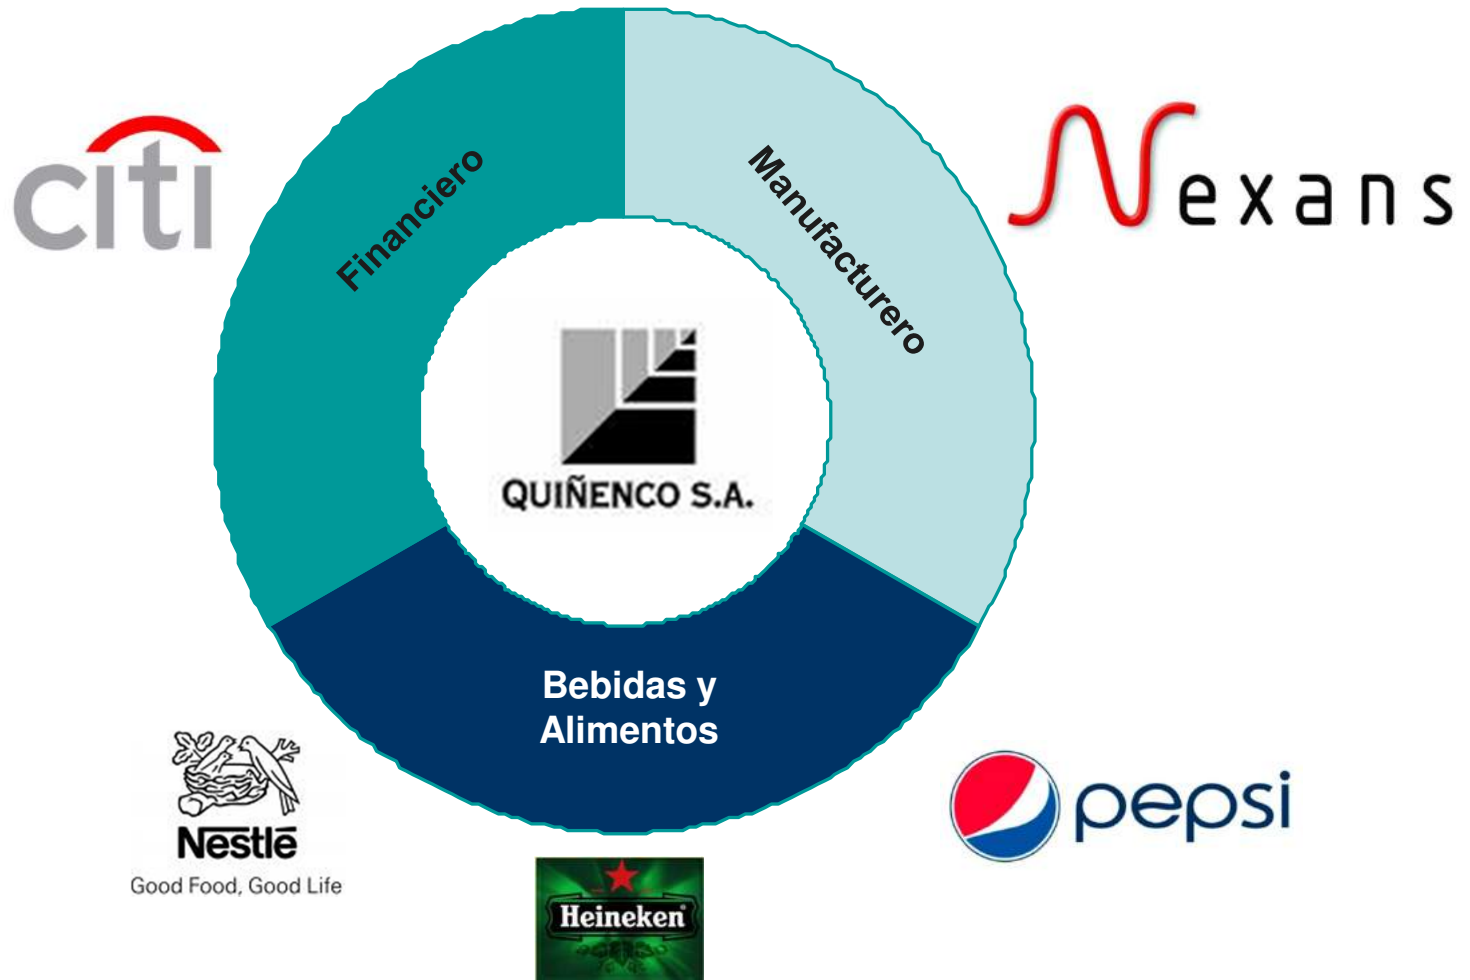 citi
Financiero
Manufacturero
Nexans
QUIÑENCO S.A.
Bebidas y
Alimentos
Nestlé
Good Food, Good Life
Heineken
pepsi